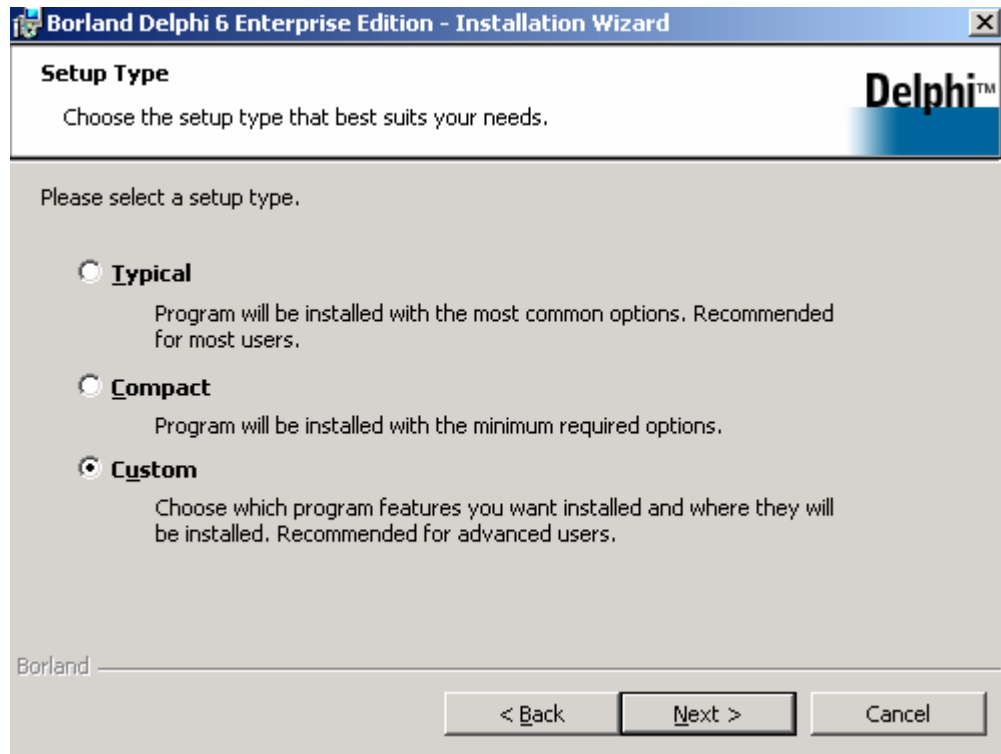 Borland Delphi 6 Enterprise Edition - Installation Wizard
Setup Type
Choose the setup type that best suits your needs.
Delphi™
Please select a setup type.
Typical
Program will be installed with the most common options. Recommended
for most users.
Compact
Program will be installed with the minimum required options.
Custom
Choose which program features you want installed and where they will
be installed. Recommended for advanced users.
Borland
< Back
Next >
Cancel